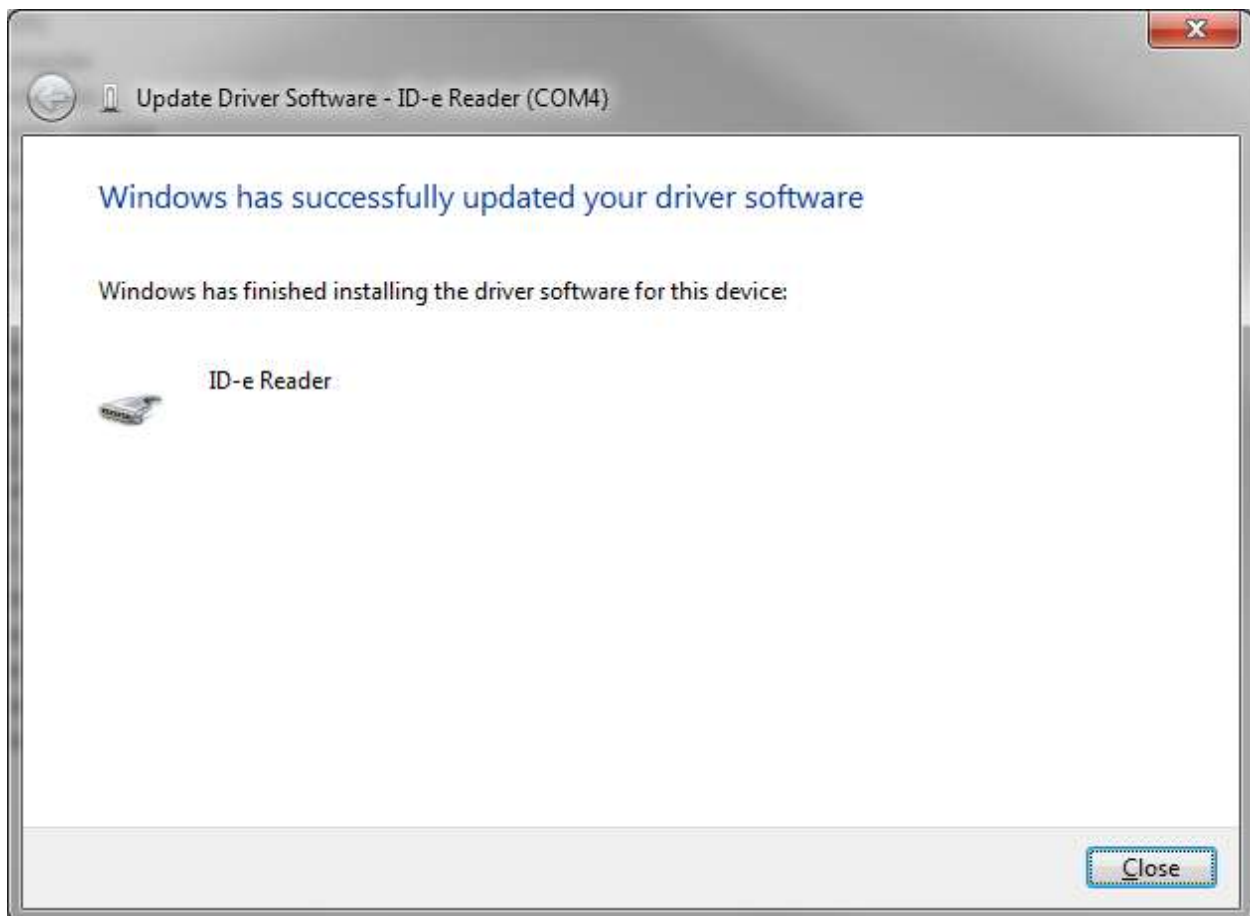 Update Driver Software - ID-e Reader (COM4)
Windows has successfully updated your driver software
Windows has finished installing the driver software for this device:
ID-e Reader
Close